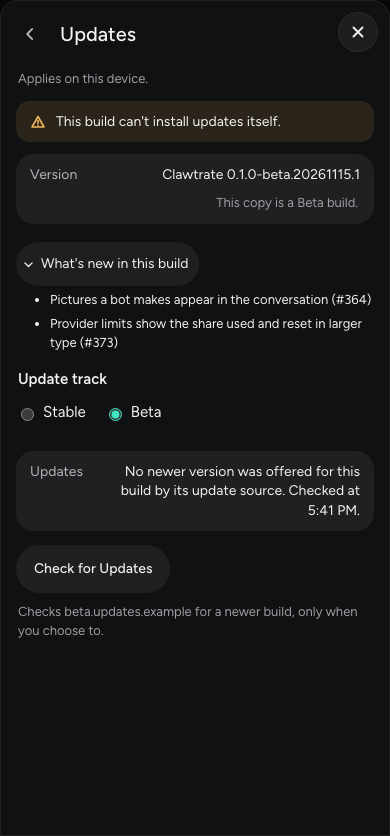 Updates
Applies on this device.
This build can't install updates itself.
Version
Clawtrate 0.1.0-beta.20261115.1
This copy is a Beta build.
What's new in this build
• Pictures a bot makes appear in the conversation (#364)
• Provider limits show the share used and reset in larger
type (#373)
Update track
Stable
Beta
Updates
No newer version was offered for this
build by its update source. Checked at
5:41 PM.
Check for Updates
Checks beta.updates.example for a newer build, only when
you choose to.